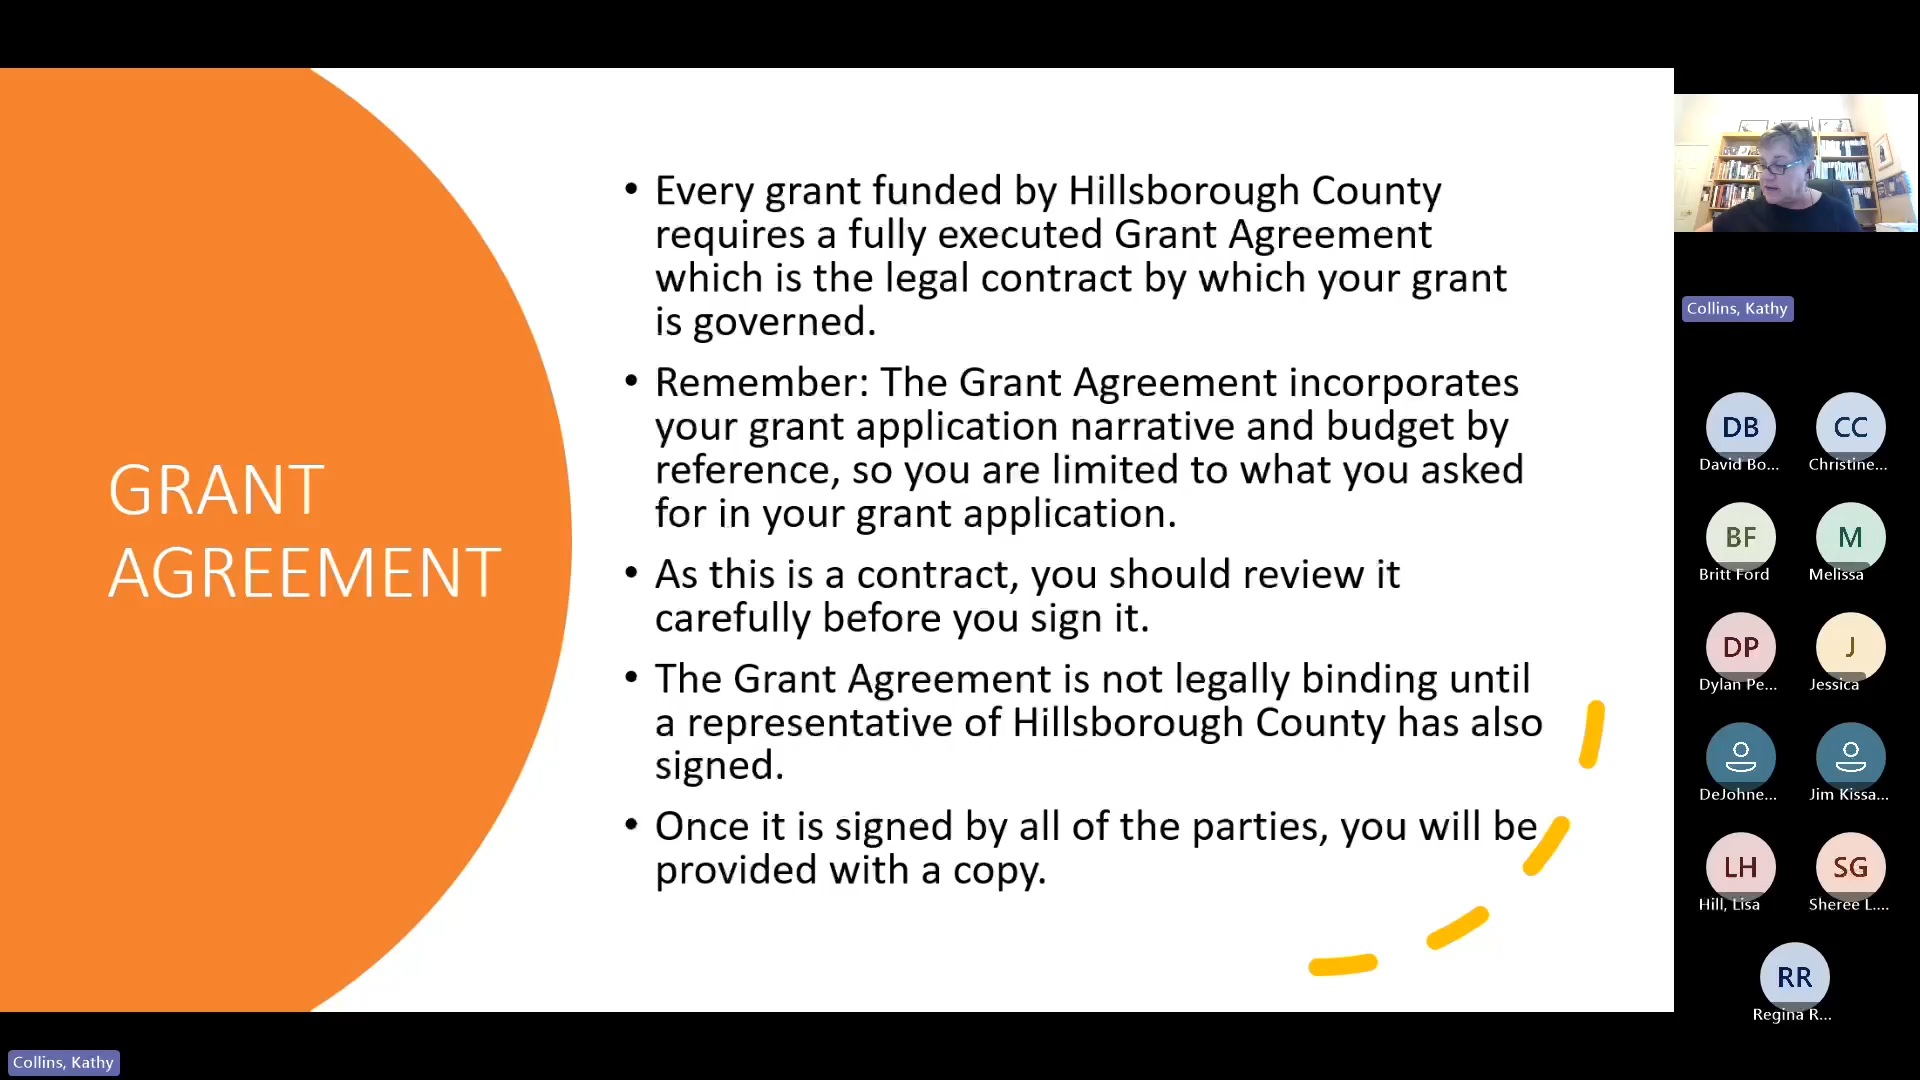 GRANT
AGREEMENT
• Every grant funded by Hillsborough County
requires a fully executed Grant Agreement
which is the legal contract by which your grant
is governed.
• Remember: The Grant Agreement incorporates
your grant application narrative and budget by
reference, so you are limited to what you asked
for in your grant application.
• As this is a contract, you should review it
carefully before you sign it.
• The Grant Agreement is not legally binding until
a representative of Hillsborough County has also
signed.
• Once it is signed by all of the parties, you will be
provided with a copy.
Collins, Kathy
DB
CC
David Bo...
Christine...
BF
M
Britt Ford
Melissa
DP
J
Dylan Pe...
Jessica
DeJohne...
Jim Kissa...
LH
SG
Hill, Lisa
Sheree L....
RR
Regina R...
Collins, Kathy